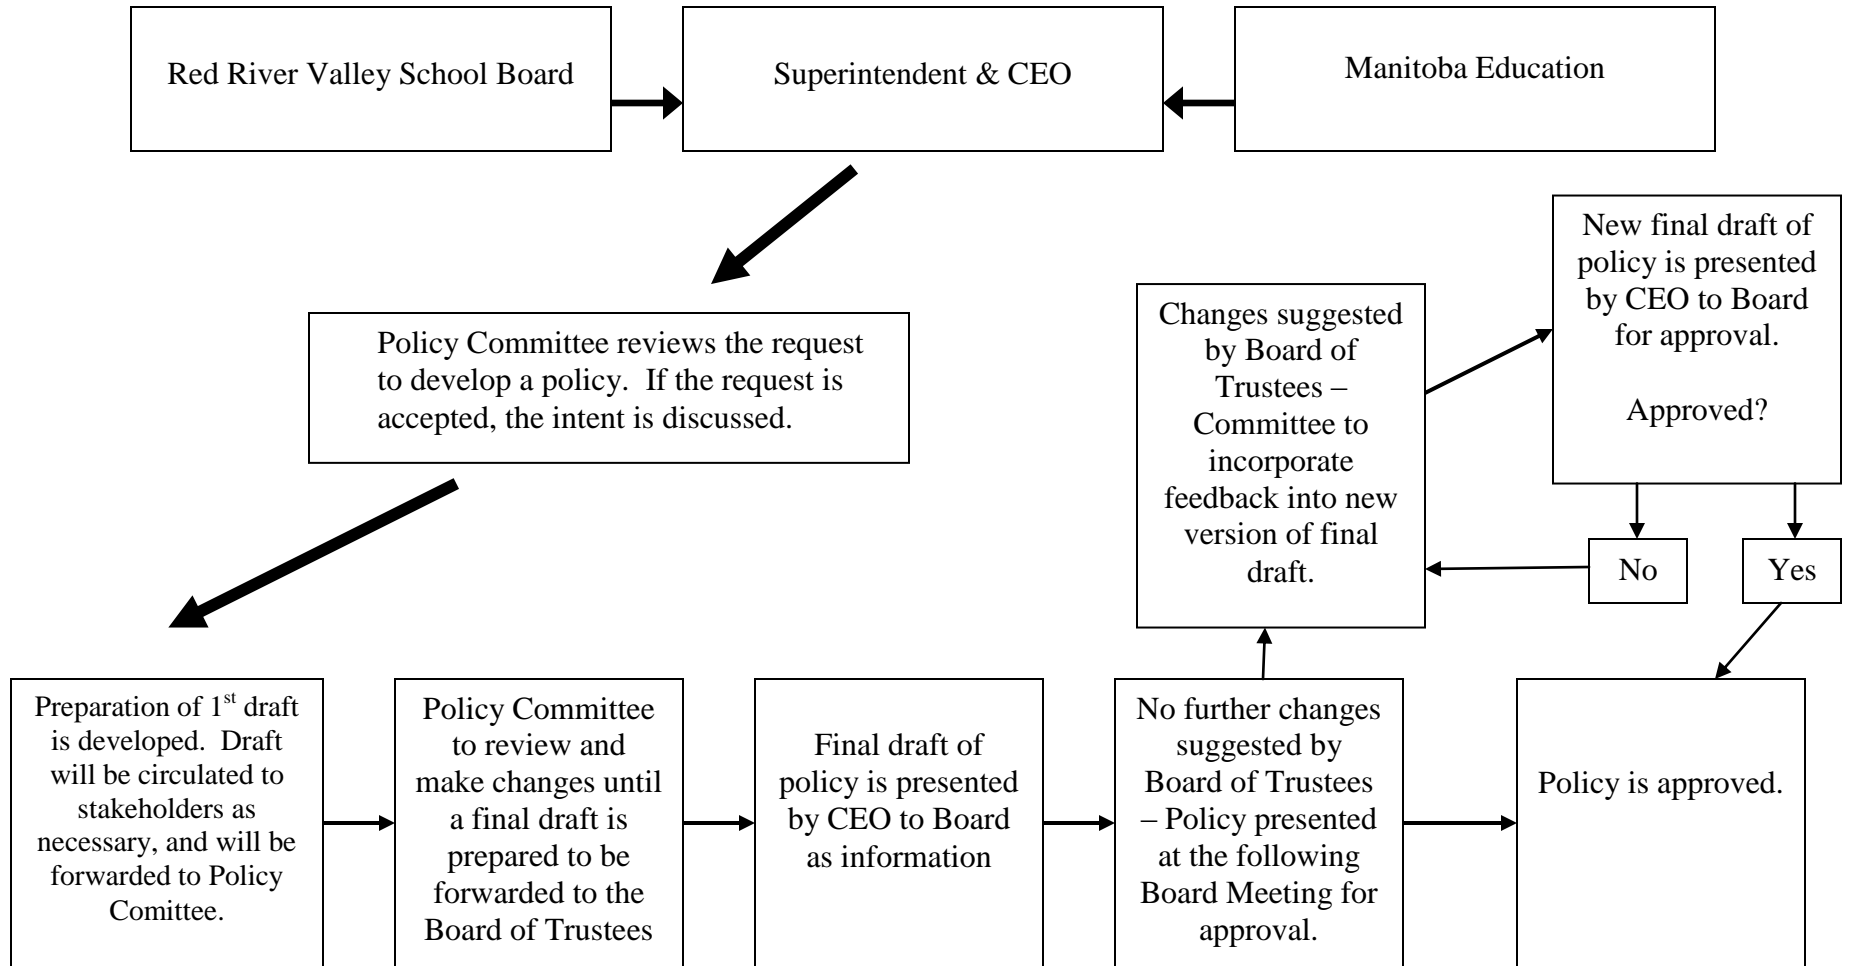 Red River Valley School Board
Superintendent & CEO
Manitoba Education
Policy Committee reviews the request
to develop a policy.  If the request is
accepted, the intent is discussed.
Changes suggested
by Board of
Trustees –
Committee to
incorporate
feedback into new
version of final
draft.
New final draft of
policy is presented
by CEO to Board
for approval.
Approved?
No
Yes
Preparation of 1st draft
is developed.  Draft
will be circulated to
stakeholders as
necessary, and will be
forwarded to Policy
Comittee.
Policy Committee
to review and
make changes until
a final draft is
prepared to be
forwarded to the
Board of Trustees
Final draft of
policy is presented
by CEO to Board
as information
No further changes
suggested by
Board of Trustees
– Policy presented
at the following
Board Meeting for
approval.
Policy is approved.